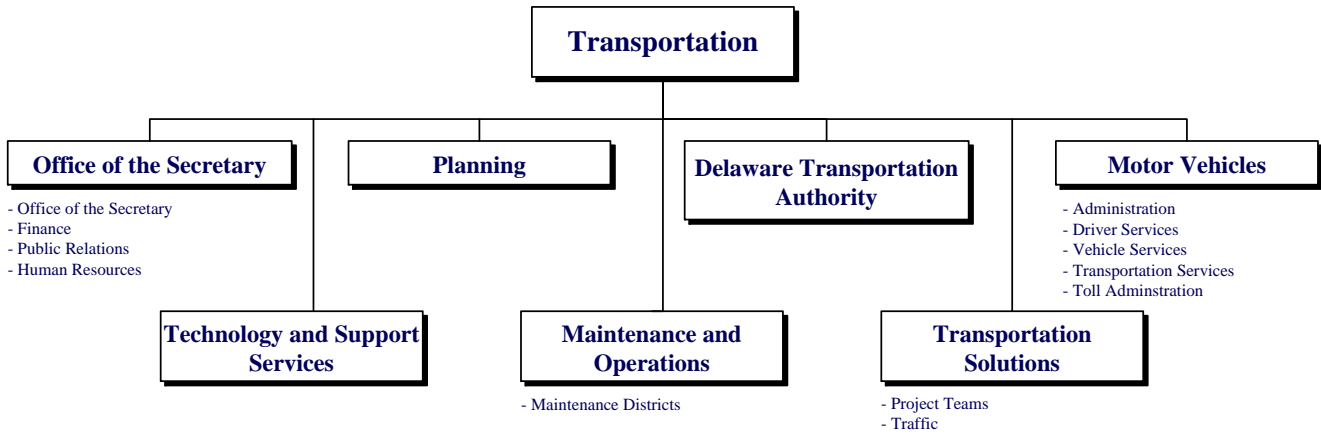 Transportation
Office of the Secretary
- Office of the Secretary
- Finance
- Public Relations
- Human Resources
Planning
Delaware Transportation
Authority
Motor Vehicles
- Administration
- Driver Services
- Vehicle Services
- Transportation Services
- Toll Adminstration
Technology and Support
Services
Maintenance and
Operations
- Maintenance Districts
Transportation
Solutions
- Project Teams
- Traffic